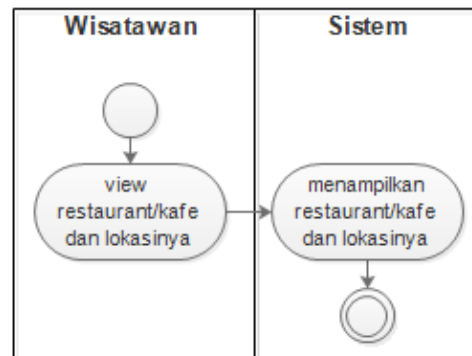 Wisatawan
Sistem
view
restaurant/kafe
dan lokasinya
menampilkan
restaurant/kafe
dan lokasinya